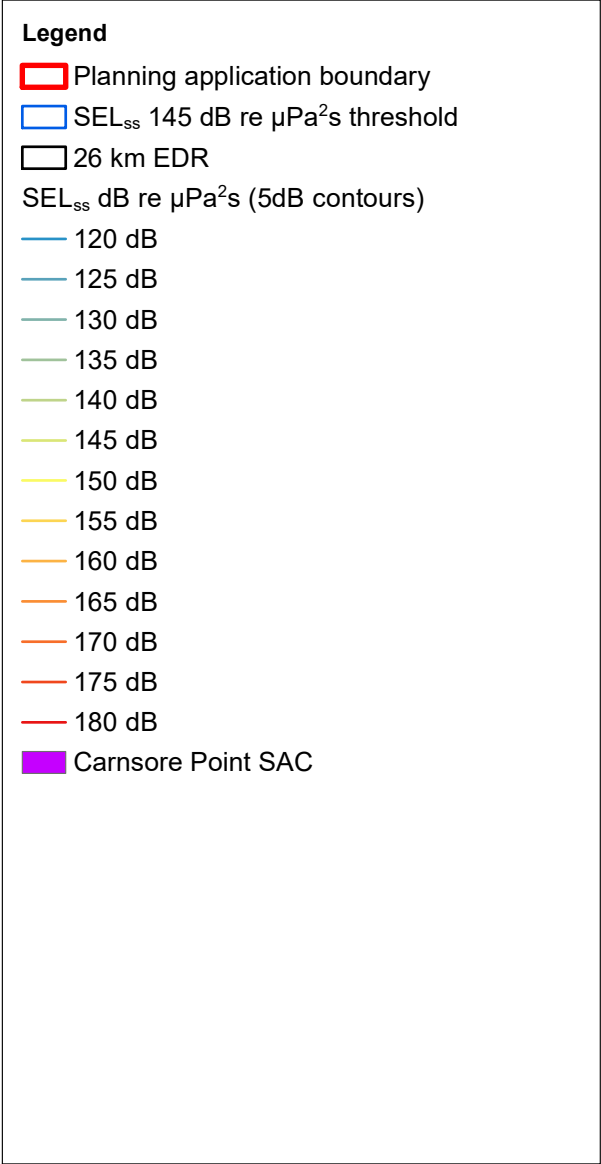 Legend
Planning application boundary
SELss 145 dB re µPa²s threshold
26 km EDR
SELss dB re µPa²s (5dB contours)
120 dB
125 dB
130 dB
135 dB
140 dB
145 dB
150 dB
155 dB
160 dB
165 dB
170 dB
175 dB
180 dB
Carnsore Point SAC